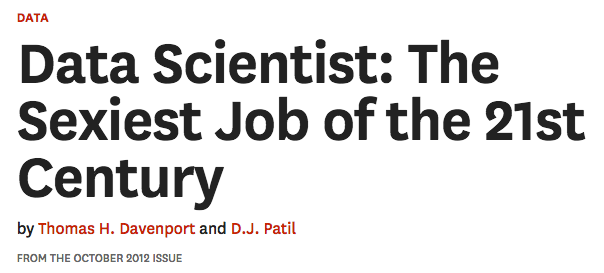 DATA
Data Scientist: The
Sexiest Job of the 21st
Century
by Thomas H. Davenport and D.J. Patil
FROM THE OCTOBER 2012 ISSUE